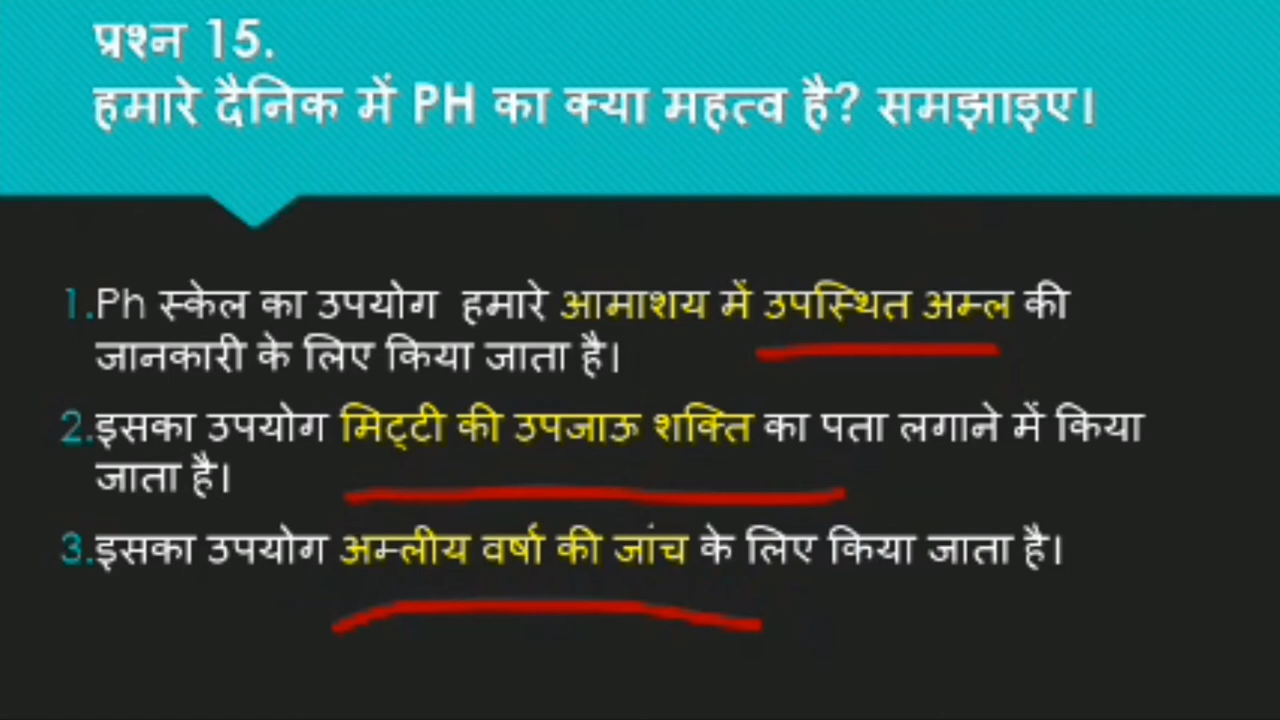 प्रश्न 15.
हमारे दैनिक में PH का क्या महत्व है? समझाइए।
1.Ph स्केल का उपयोग हमारे आमाशय में उपस्थित अम्ल की
जानकारी के लिए किया जाता है।
2.इसका उपयोग मिट्टी की उपजाऊ शक्ति का पता लगाने में किया
जाता है।
3.इसका उपयोग अम्लीय वर्षा की जांच के लिए किया जाता है।